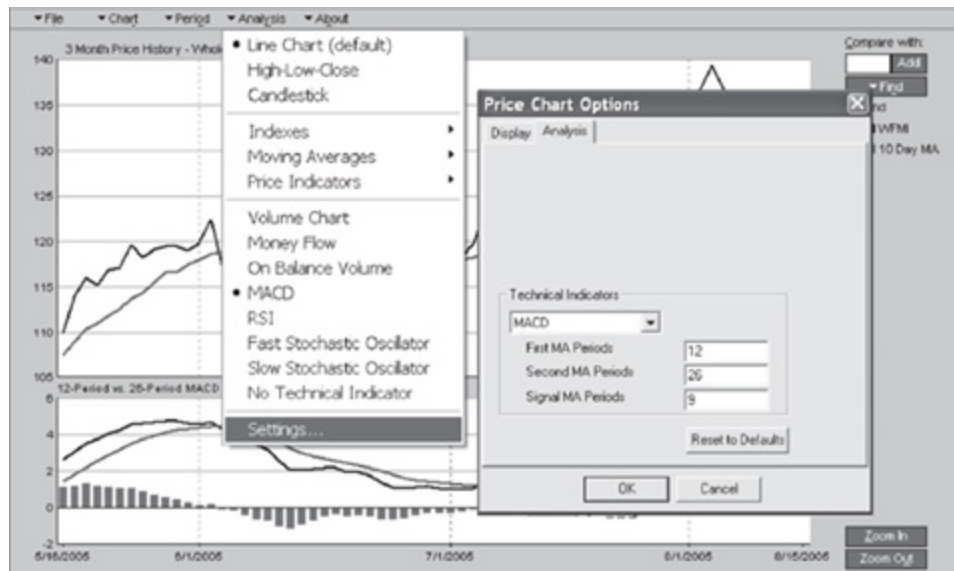 File Chart Period Analysis About
3 Month Price History - Whol
140
135
130
125
120
115
110
105
Line Chart (default)
High-Low-Close
Candlestick
Indexes
Moving Averages
Price Indicators
Volume Chart
Money Flow
On Balance Volume
MACD
RSI
Fast Stochastic Oscillator
Slow Stochastic Oscillator
No Technical Indicator
Settings...
Price Chart Options
Display Analysis
Technical Indicators
MACD
First MA Periods 12
Second MA Periods 26
Signal MA Periods 9
Reset to Defaults
OK Cancel
Compare with:
Add
Find
nd
WFMI
10 Day MA
12-Period vs. 26-Period MACD
6
4
2
0
-2
5/16/2005 6/1/2005 7/1/2005 8/1/2005 8/15/2005
Zoom In
Zoom Out